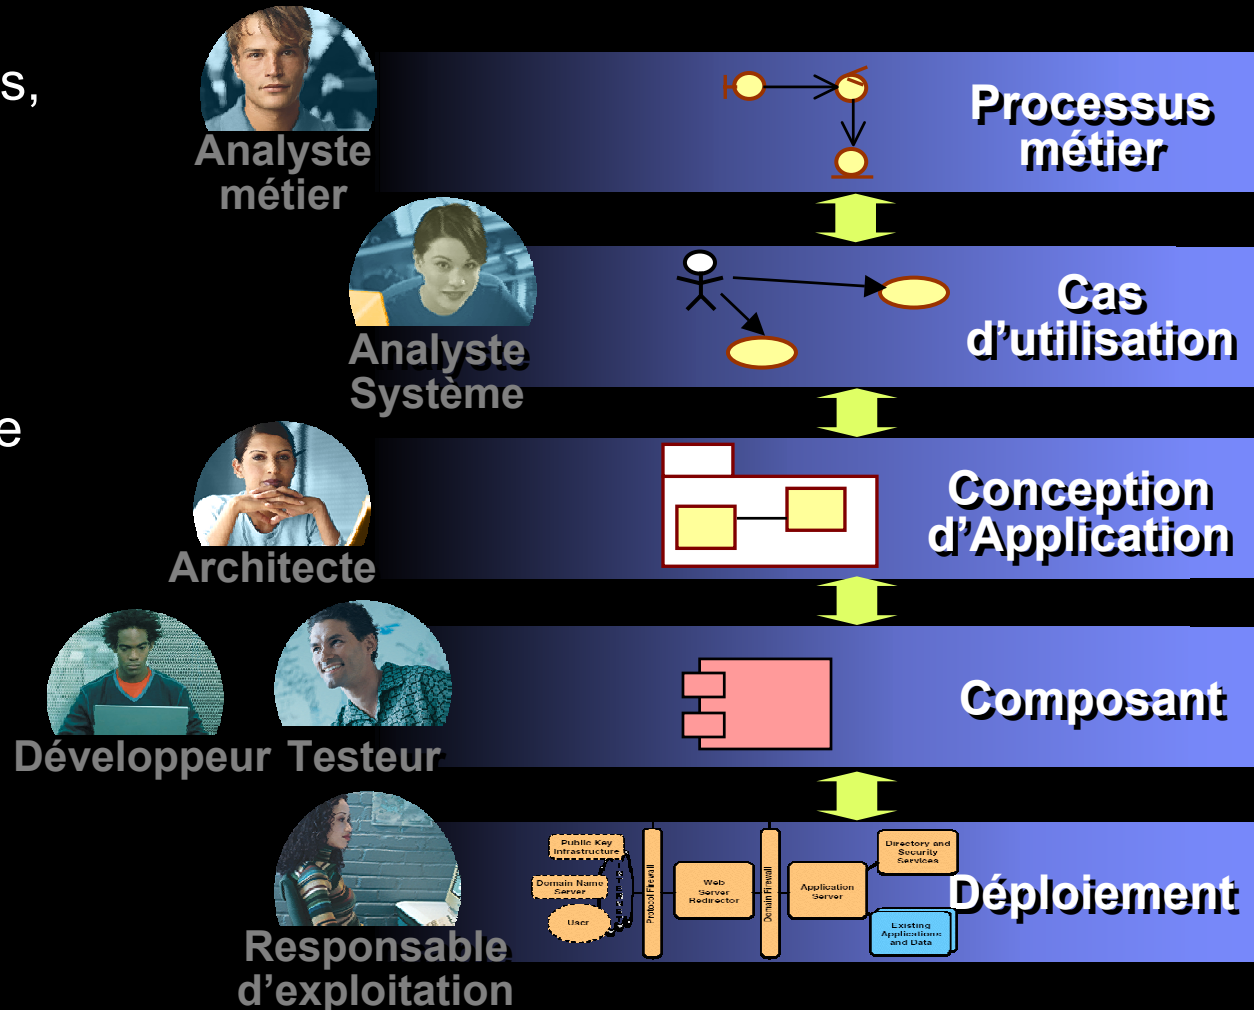 s,
Analyste
métier
Processus
métier
Analyste
Système
Cas
d’utilisation
e
Architecte
Conception
d’Application
Développeur
Testeur
Composant
Responsable
d’exploitation
Public Key
Infrastructure
Domain Name
Server
User
Protocol Firewall
Web
Server
Redirector
Domain Firewall
Application
Server
Directory and
Security
Services
Existing
Applications
and Data
Déploiement